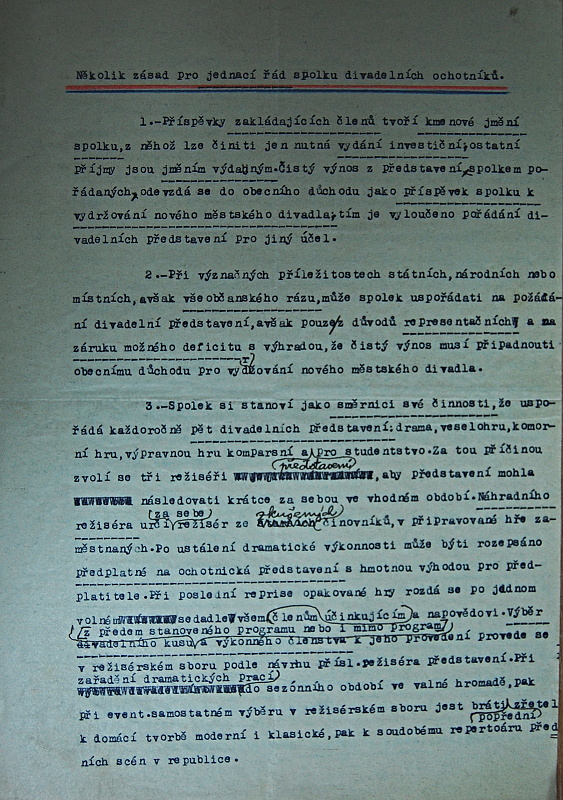 Několik zásad pro jednací řád spolku divadelních ochotníků.
1.-Příspěvky zakládajících členů tvoří kmenové jmění
spolku,z něhož lze činiti jen nutná vydání investiční;ostatní
příjmy jsou jměním výdajným.Čistý výnos z představení,spolkem po-
řádaných,odevzdá se do obecního důchodu jako příspěvek spolku k
vydržování nového městského divadla;tím je vyloučeno pořádání di-
vadelních představení pro jiný účel.
2.-Při význačných příležitostech státních,národních nebo
místních,avšak všeobčanského rázu,může spolek uspořádati na požádá-
ní divadelní představení,avšak pouze z důvodů representačních a na
záruku možného deficitu s výhradou,že čistý výnos musí připadnouti
obecnímu důchodu pro vydržování nového městského divadla.
3.-Spolek si stanoví jako směrnici své činnosti,že uspo-
řádá každoročně pět divadelních představení:drama,veselohru,komor-
ní hru,výpravnou hru komparsní a pro studentstvo.Za tou příčinou
zvolí se tři režiséři představení,aby představení mohla
následovati krátce za sebou ve vhodném období.Náhradního
režiséra určí za sebe režisér ze zkušených činovníků,v připravované hře za-
městnaných.Po ustálení dramatické výkonnosti může býti rozepsáno
předplatné na ochotnická představení s hmotnou výhodou pro před-
platitele.Při poslední reprise opakované hry rozdá se po jednom
volném sedadle všem členům účinkujícím a napovědovi.Výběr
z předem stanoveného programu nebo i mimo program
divadelního kusu a výkonného členstva k jeho provedení provede se
v režisérském sboru podle návrhu přísl.režiséra představení.Při
zařadění dramatických prací
do sezónního období ve valné hromadě,pak
při event.samostatném výběru v režisérském sboru jest bráti zřetel
k domácí tvorbě moderní i klasické,pak k soudobému repertoáru popřední před
ních scén v republice.